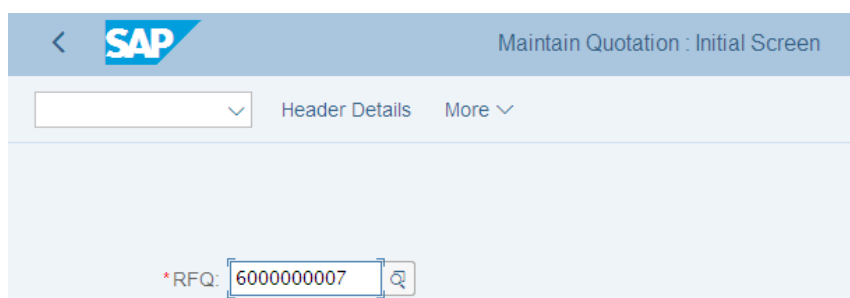 SAP Maintain Quotation : Initial Screen
Header Details More
*RFQ: 6000000007